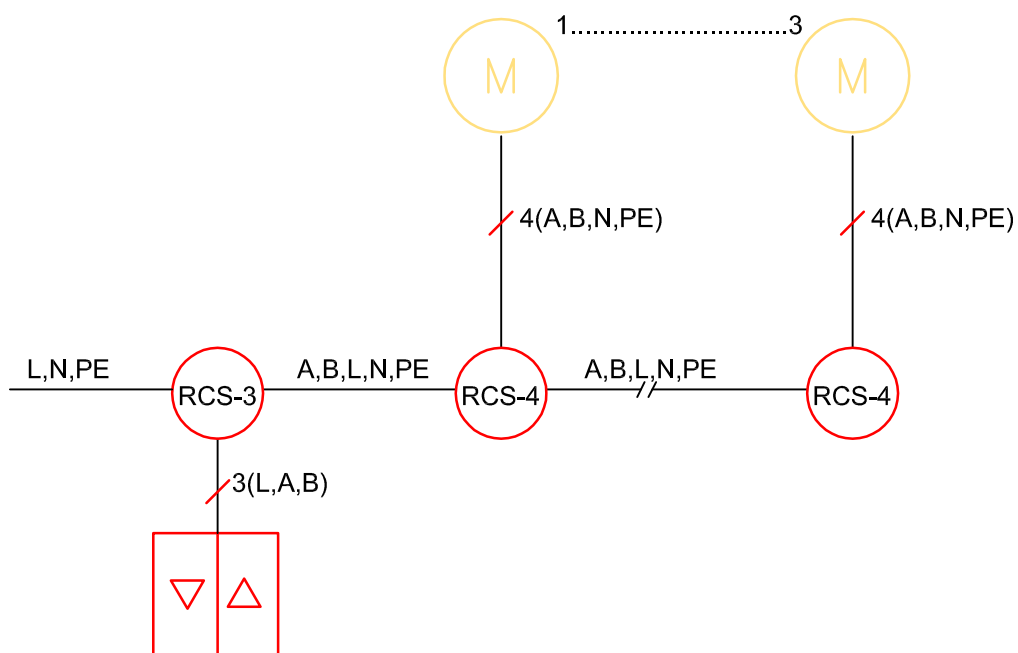 1.............................3
M
M
4(A,B,N,PE)
4(A,B,N,PE)
L,N,PE
A,B,L,N,PE
A,B,L,N,PE
RCS-3
RCS-4
RCS-4
3(L,A,B)